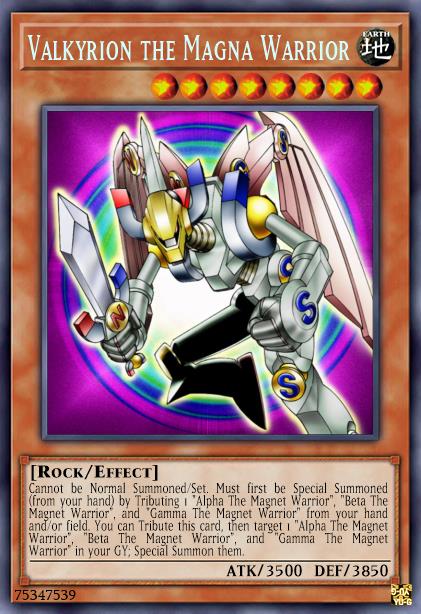 VALKYRION THE MAGNA WARRIOR
EARTH
地
S
N
S
S
S
S
[ROCK/EFFECT]
Cannot be Normal Summoned/Set. Must first be Special Summoned
(from your hand) by Tributing 1 "Alpha The Magnet Warrior", "Beta The
Magnet Warrior", and "Gamma The Magnet Warrior" from your hand
and/or field. You can Tribute this card, then target 1 "Alpha The Magnet
Warrior", "Beta The Magnet Warrior", and "Gamma The Magnet
Warrior" in your GY; Special Summon them.
ATK/3500 DEF/3850
75347539